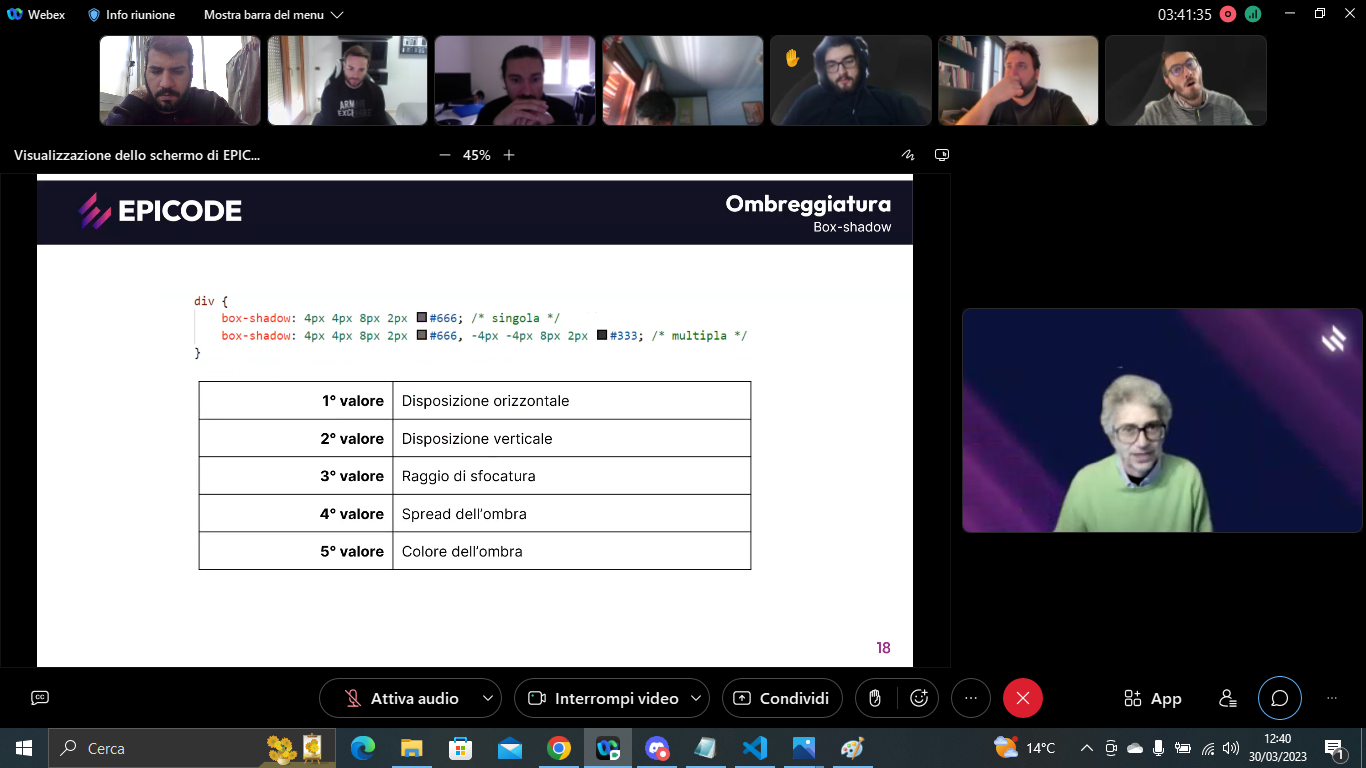 Webex
Info riunione
Mostra barra del menu
03:41:35
ARM
EXC
Visualizzazione dello schermo di EPIC...
45%
EPICODE
Ombreggiatura
Box-shadow
div {
box-shadow: 4px 4px 8px 2px #666; /* singola */
box-shadow: 4px 4px 8px 2px #666, -4px -4px 8px 2px #333; /* multipla */
}
1° valore Disposizione orizzontale
2° valore Disposizione verticale
3° valore Raggio di sfocatura
4° valore Spread dell'ombra
5° valore Colore dell'ombra
18
CC
Attiva audio
Interrompi video
Condividi
App
Cerca
14°C
12:40
30/03/2023
1